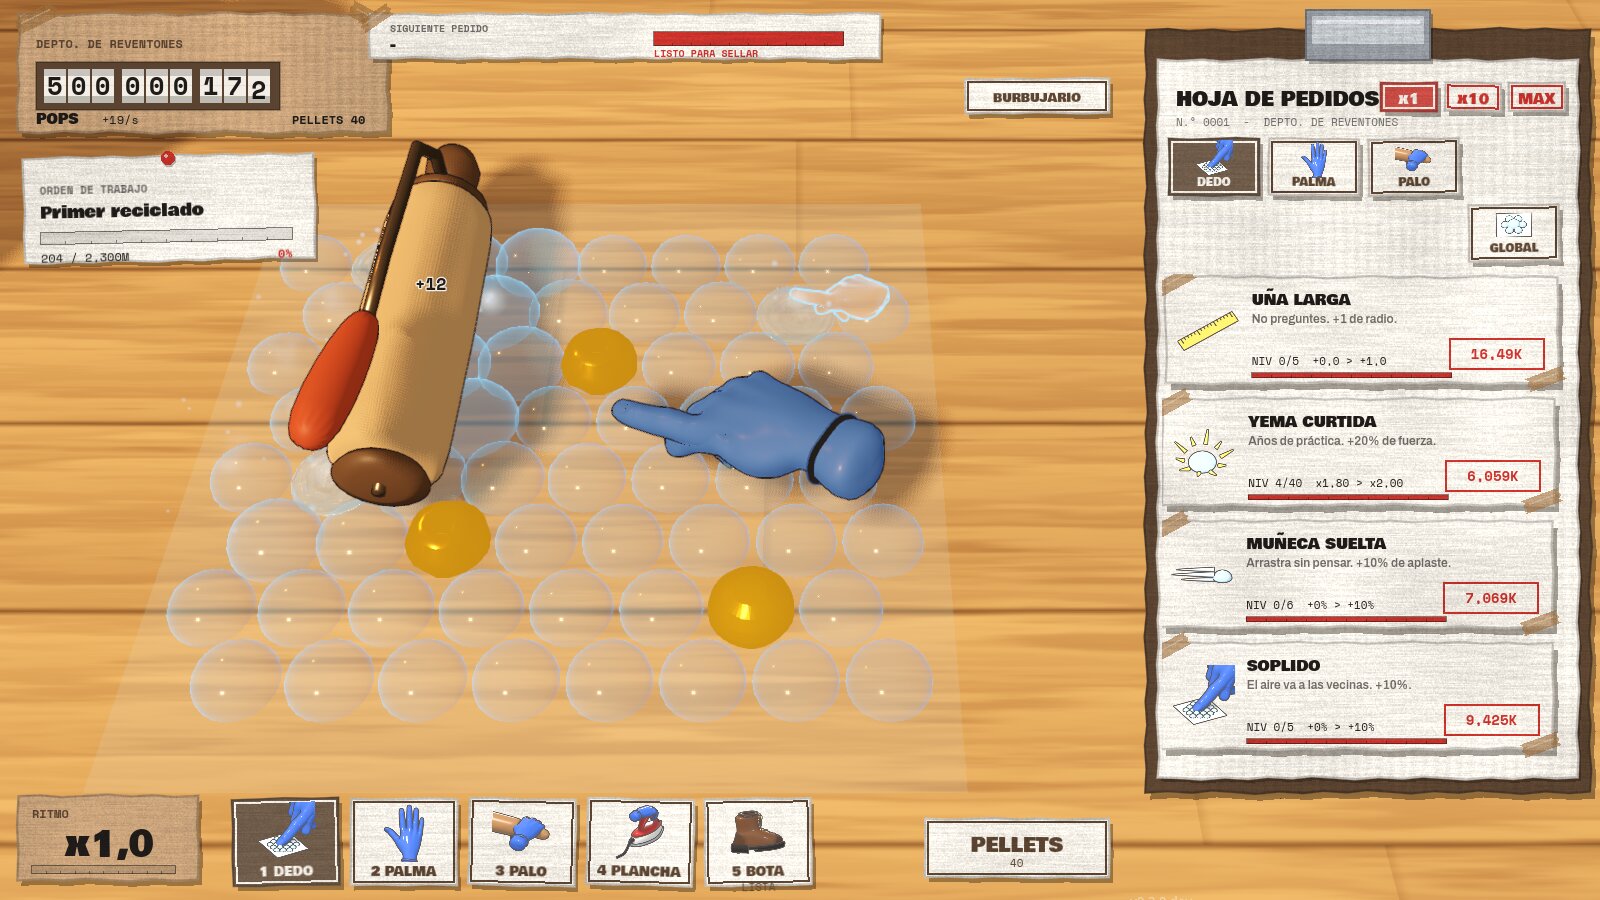 DEPTO. DE REVENTONES
500 000 172
POPS +19/s PELLETS 40
SIGUIENTE PEDIDO
-
LISTO PARA SELLAR
BURBUJARIO
ORDEN DE TRABAJO
Primer reciclado
204 / 2,300M 0%
+12
HOJA DE PEDIDOS x1 x10 MAX
N.° 0001 - DEPTO. DE REVENTONES
DEDO PALMA PALO
GLOBAL
UÑA LARGA
No preguntes. +1 de radio.
NIV 0/5 +0,0 > +1,0 16,49K
YEMA CURTIDA
Años de práctica. +20% de fuerza.
NIV 4/40 x1,80 > x2,00 6,059K
MUÑECA SUELTA
Arrastra sin pensar. +10% de aplaste.
NIV 0/6 +0% > +10% 7,069K
SOPLIDO
El aire va a las vecinas. +10%.
NIV 0/5 +0% > +10% 9,425K
RITMO
x1,0
1 DEDO 2 PALMA 3 PALO 4 PLANCHA 5 BOTA
LISTA
PELLETS
40